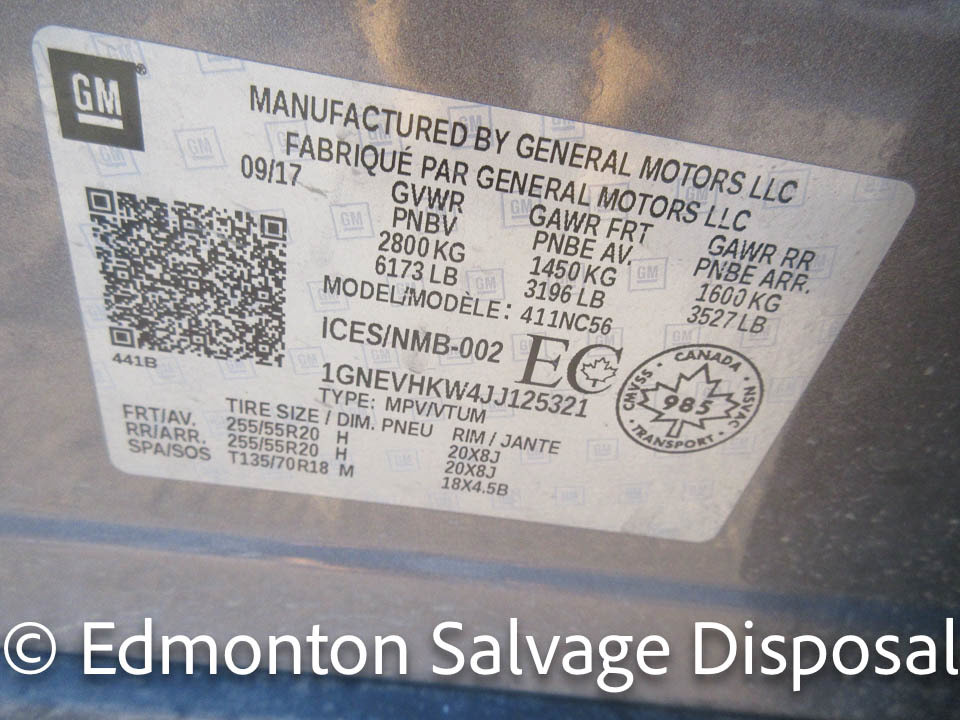 GM
MANUFACTURED BY GENERAL MOTORS LLC
FABRIQUÉ PAR GENERAL MOTORS LLC
09/17
GVWR GAWR FRT GAWR RR
PNBV PNBE AV. PNBE ARR.
2800 KG 1450 KG 1600 KG
6173 LB 3196 LB 3527 LB
MODEL/MODÈLE: 411NC56
ICES/NMB-002 EC
441B
1GNEVHKW4JJ125321
TYPE: MPV/VTUM
CANADA
CMVSS 985 NSVAC
TRANSPORT
TIRE SIZE / DIM. PNEU RIM / JANTE
FRT/AV. 255/55R20 H 20X8J
RR/ARR. 255/55R20 H 20X8J
SPA/SOS T135/70R18 M 18X4.5B
© Edmonton Salvage Disposal